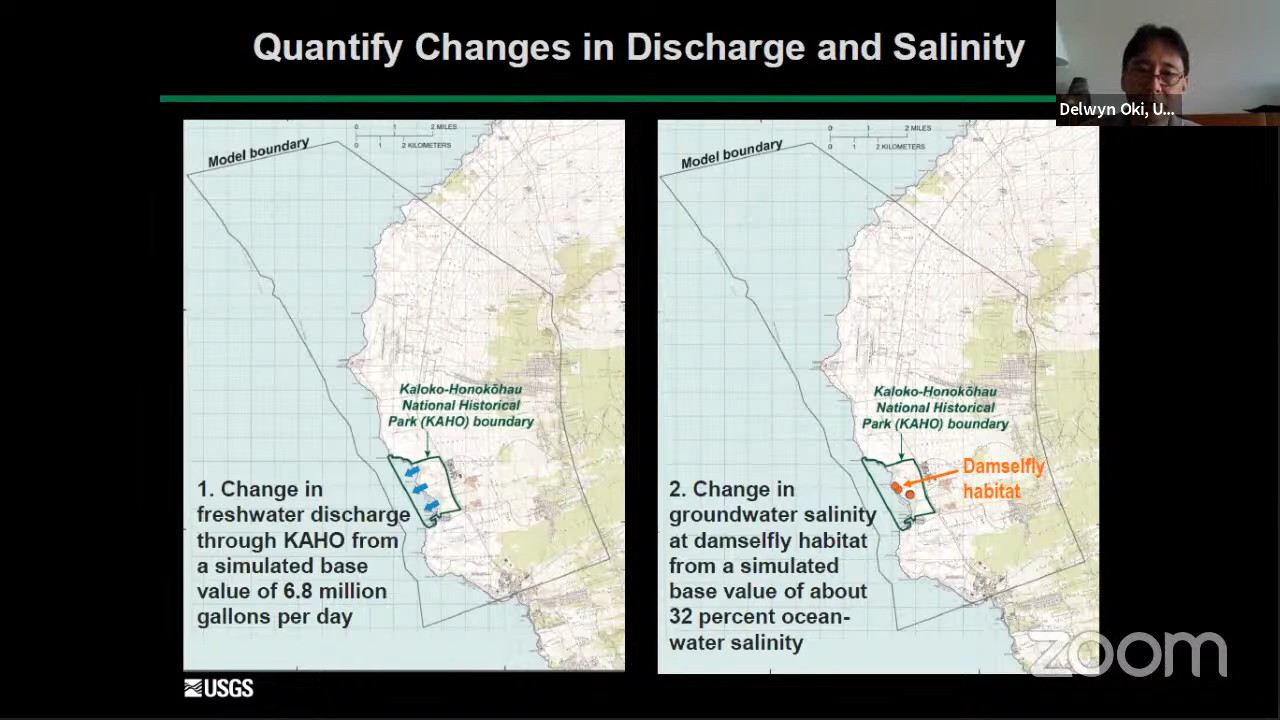 Quantify Changes in Discharge and Salinity
Delwyn Oki, U...
0 1 2 MILES
0 1 2 KILOMETERS
Model boundary
Kaloko-Honokōhau
National Historical
Park (KAHO) boundary
1. Change in
freshwater discharge
through KAHO from
a simulated base
value of 6.8 million
gallons per day
0 1 2 MILES
0 1 2 KILOMETERS
Model boundary
Kaloko-Honokōhau
National Historical
Park (KAHO) boundary
Damselfly
habitat
2. Change in
groundwater salinity
at damselfly habitat
from a simulated
base value of about
32 percent ocean-
water salinity
USGS
zoom